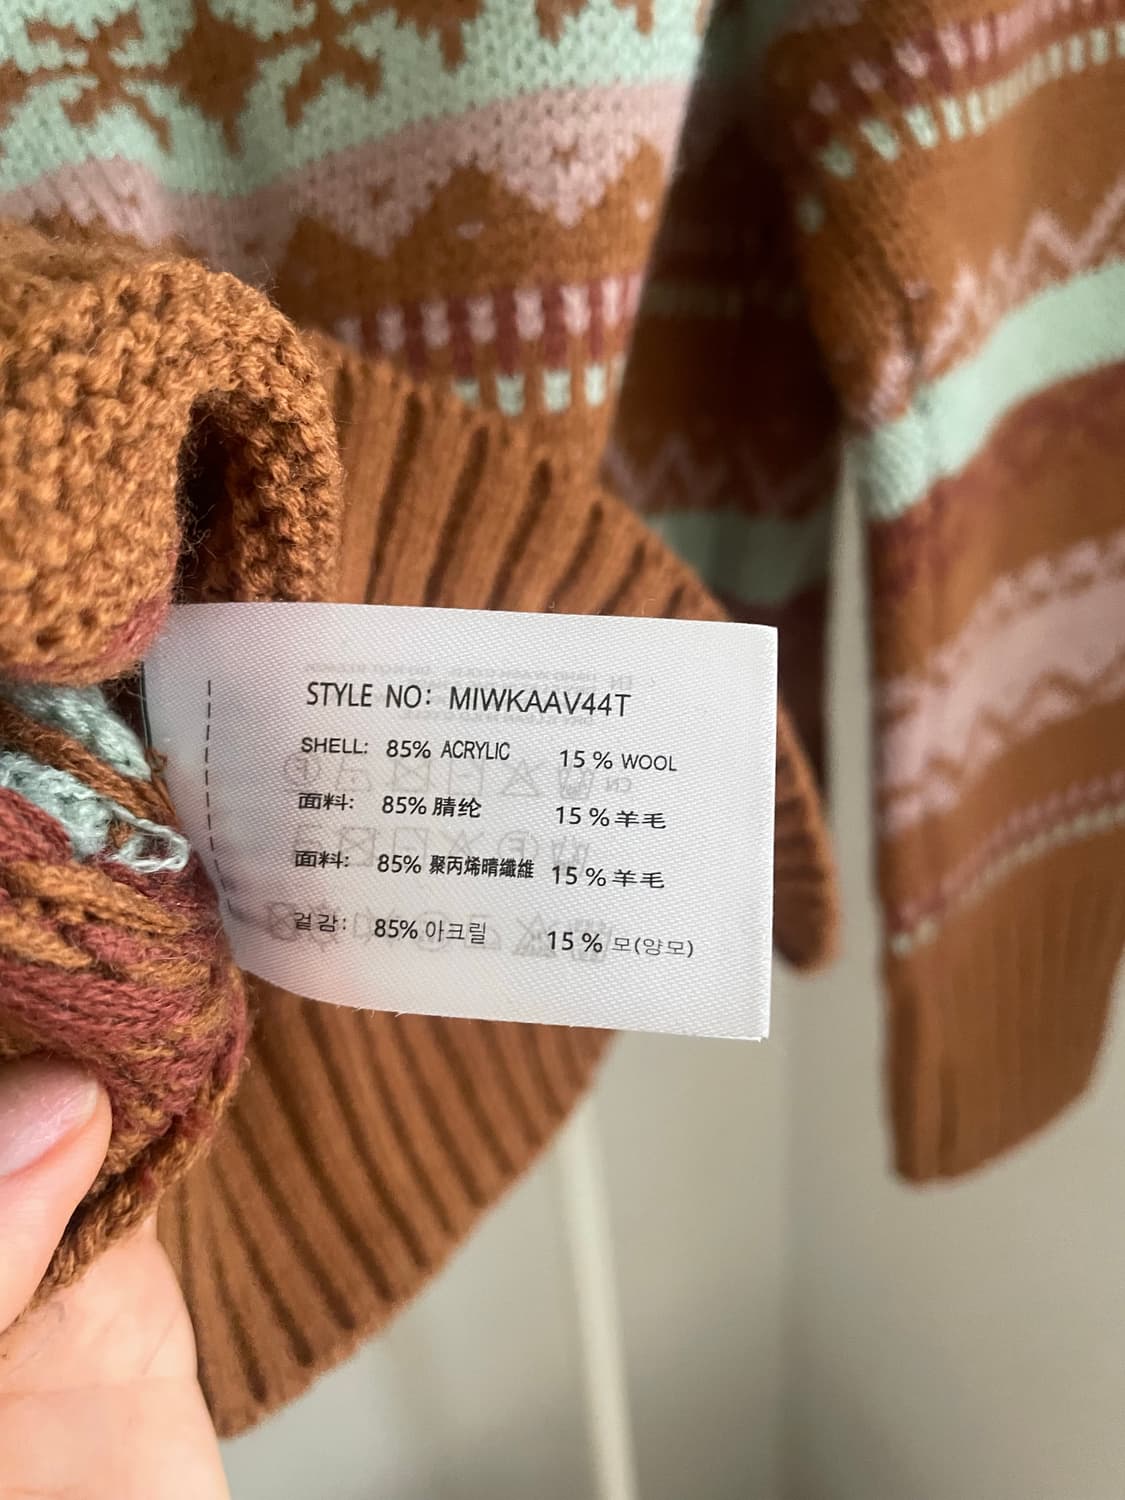 STYLE NO: MIWKAAV44T
SHELL: 85% ACRYLIC 15% WOOL
面料: 85% 腈纶 15% 羊毛
面料: 85% 聚丙烯晴纖維 15% 羊毛
겉감: 85% 아크릴 15% 모(양모)